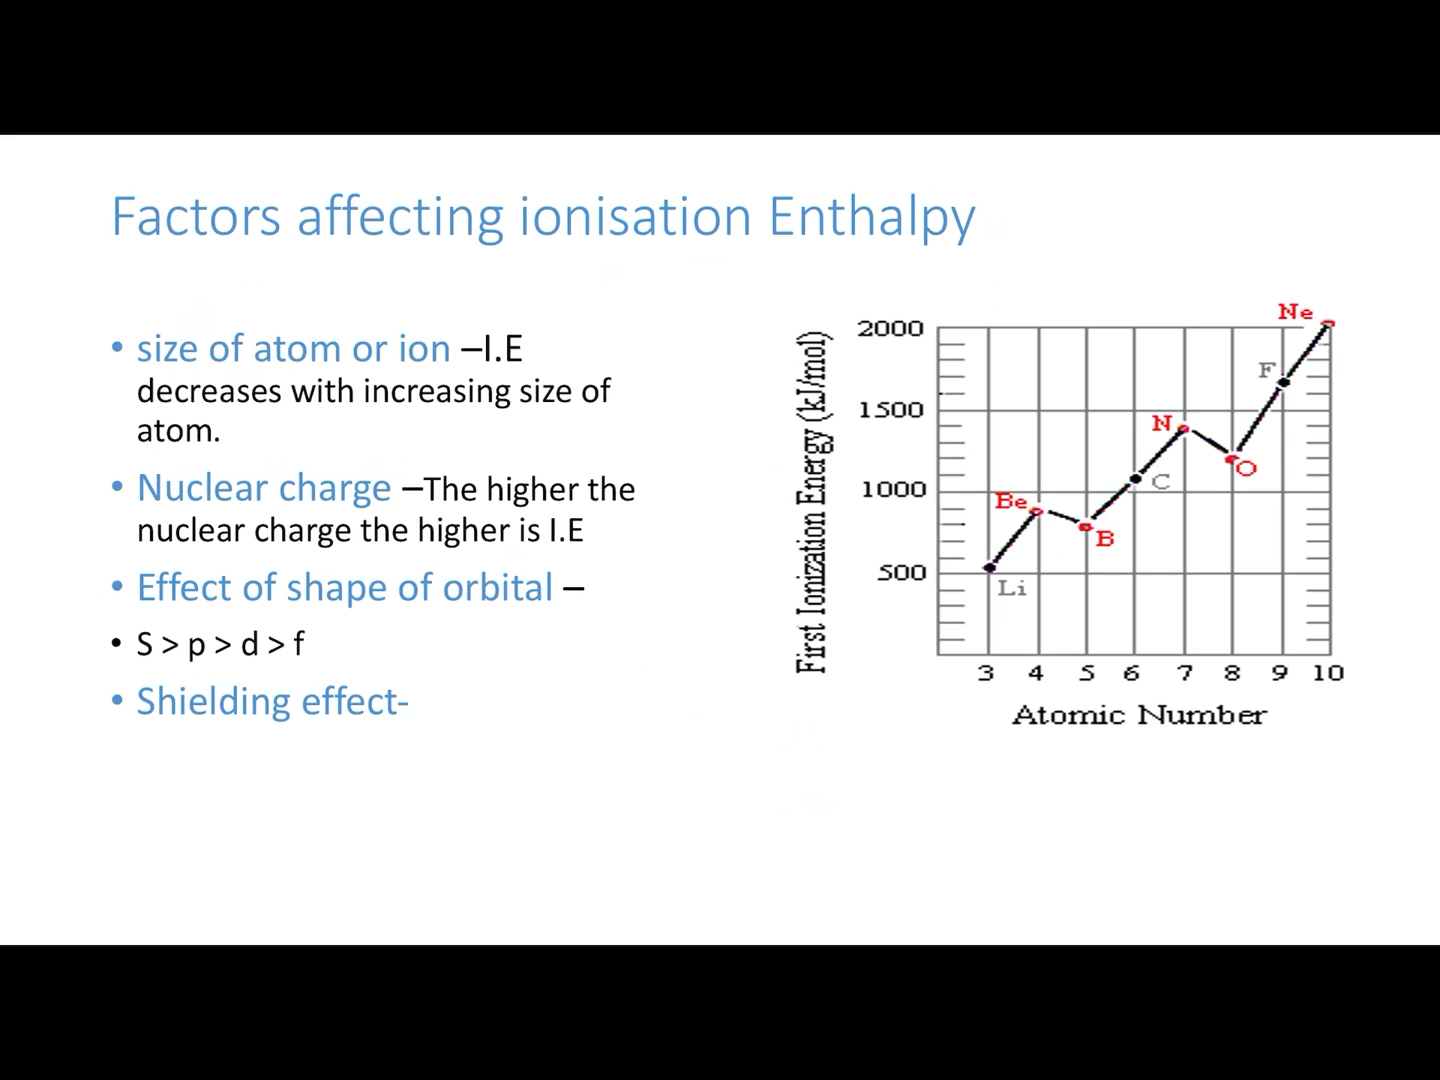 Factors affecting ionisation Enthalpy
• size of atom or ion –I.E
decreases with increasing size of
atom.
• Nuclear charge –The higher the
nuclear charge the higher is I.E
• Effect of shape of orbital –
• S > p > d > f
• Shielding effect-
First Ionization Energy (kJ/mol)
2000
1500
1000
500
Ne
F
N
O
C
Be
B
Li
3 4 5 6 7 8 9 10
Atomic Number